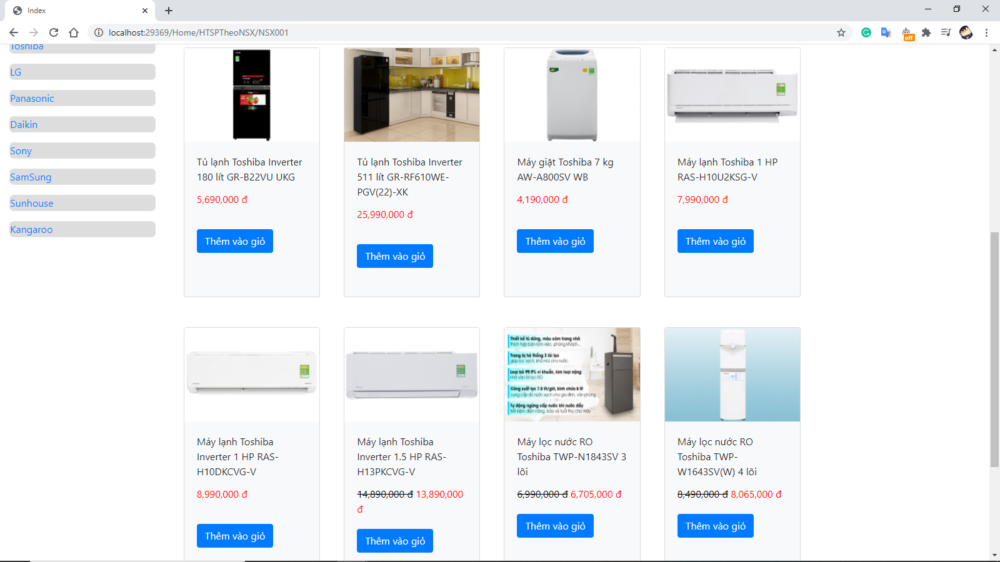 Index
localhost:29369/Home/HTSPTheoNSX/NSX001
off
Toshiba
LG
Panasonic
Daikin
Sony
SamSung
Sunhouse
Kangaroo
Tủ lạnh Toshiba Inverter
180 lít GR-B22VU UKG
5,690,000 đ
Thêm vào giỏ
Tủ lạnh Toshiba Inverter
511 lít GR-RF610WE-
PGV(22)-XK
25,990,000 đ
Thêm vào giỏ
Máy giặt Toshiba 7 kg
AW-A800SV WB
4,190,000 đ
Thêm vào giỏ
Máy lạnh Toshiba 1 HP
RAS-H10U2KSG-V
7,990,000 đ
Thêm vào giỏ
Máy lạnh Toshiba
Inverter 1 HP RAS-
H10DKCVG-V
8,990,000 đ
Thêm vào giỏ
Máy lạnh Toshiba
Inverter 1.5 HP RAS-
H13PKCVG-V
14,890,000 đ 13,890,000
đ
Thêm vào giỏ
Thiết kế tủ đứng, màu xám trang nhã
thích hợp bàn làm việc, phòng khách...
Trang bị hệ thống 3 lõi lọc
giúp lọc sạch, khử mùi cho nước
Loại bỏ 99.9% vi khuẩn, kim loại nặng
nhờ vào lõi lọc RO
Công suất lọc 7.8 lít/giờ, bình chứa 8 lít
cung cấp đủ nước sạch cho gia đình, văn phòng
Tự động ngừng cấp nước khi nước đầy
tiết kiệm điện năng, bảo vệ tuổi thọ cho máy
Máy lọc nước RO
Toshiba TWP-N1843SV 3
lõi
6,990,000 đ 6,705,000 đ
Thêm vào giỏ
Máy lọc nước RO
Toshiba TWP-
W1643SV(W) 4 lõi
8,490,000 đ 8,065,000 đ
Thêm vào giỏ